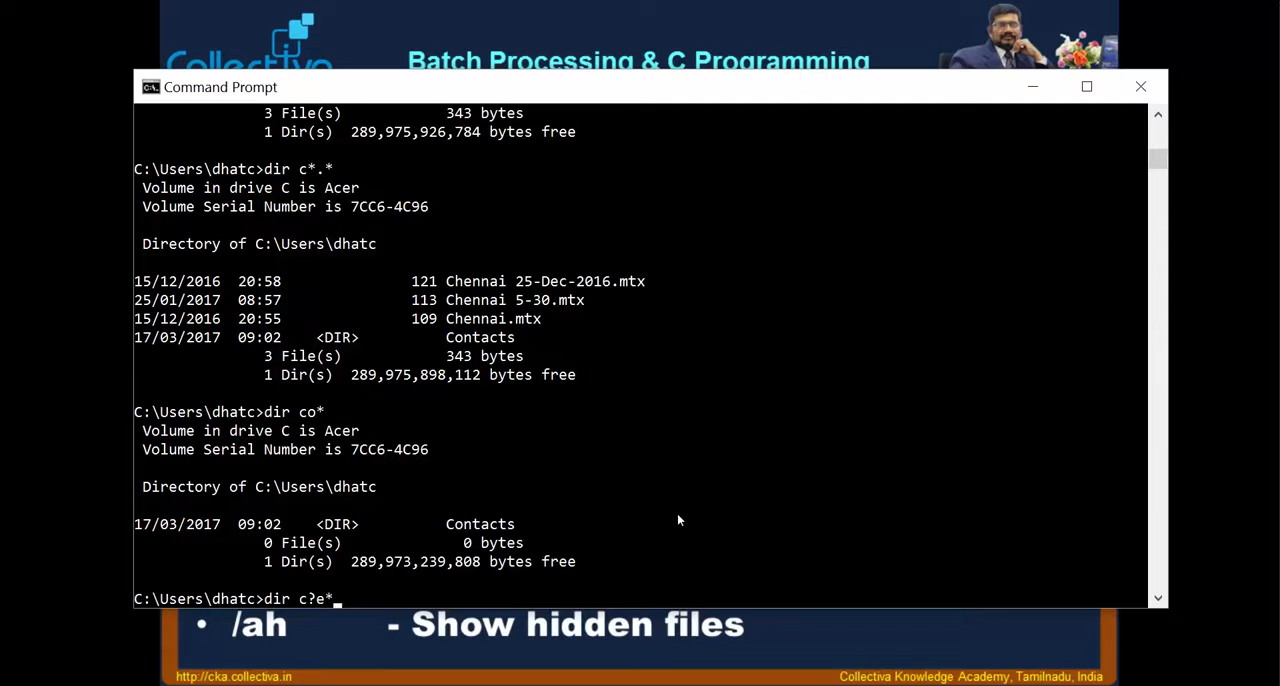 Collectiva
Batch Processing & C Programming
Command Prompt
3 File(s) 343 bytes
1 Dir(s) 289,975,926,784 bytes free
C:\Users\dhatc>dir c*.*
Volume in drive C is Acer
Volume Serial Number is 7CC6-4C96
Directory of C:\Users\dhatc
15/12/2016 20:58 121 Chennai 25-Dec-2016.mtx
25/01/2017 08:57 113 Chennai 5-30.mtx
15/12/2016 20:55 109 Chennai.mtx
17/03/2017 09:02 <DIR> Contacts
3 File(s) 343 bytes
1 Dir(s) 289,975,898,112 bytes free
C:\Users\dhatc>dir co*
Volume in drive C is Acer
Volume Serial Number is 7CC6-4C96
Directory of C:\Users\dhatc
17/03/2017 09:02 <DIR> Contacts
0 File(s) 0 bytes
1 Dir(s) 289,973,239,808 bytes free
C:\Users\dhatc>dir c?e*
• /ah - Show hidden files
http://cka.collectiva.in Collectiva Knowledge Academy, Tamilnadu, India